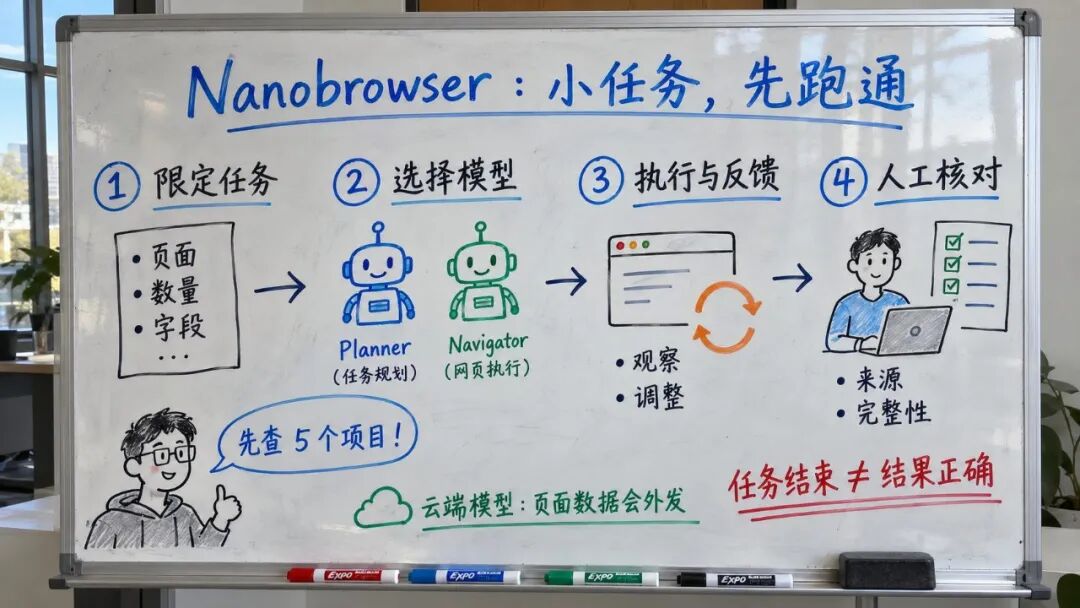 Nanobrowser：小任务，先跑通
① 限定任务
• 页面
• 数量
• 字段
...
② 选择模型
Planner
(任务规划)
Navigator
(网页执行)
③ 执行与反馈
• 观察
• 调整
④ 人工核对
• 来源
• 完整性
先查 5 个项目！
云端模型：页面数据会外发
任务结束 ≠ 结果正确
EXPO
EXPO
EXPO
EXPO